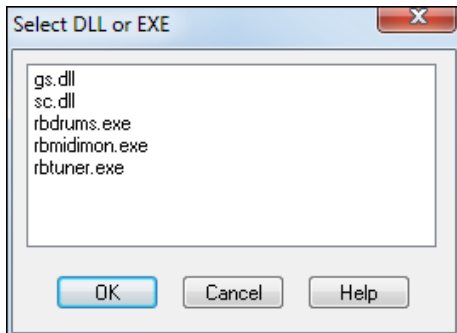 Select DLL or EXE
gs.dll
sc.dll
rbdrums.exe
rbmidimon.exe
rbtuner.exe
OK Cancel Help